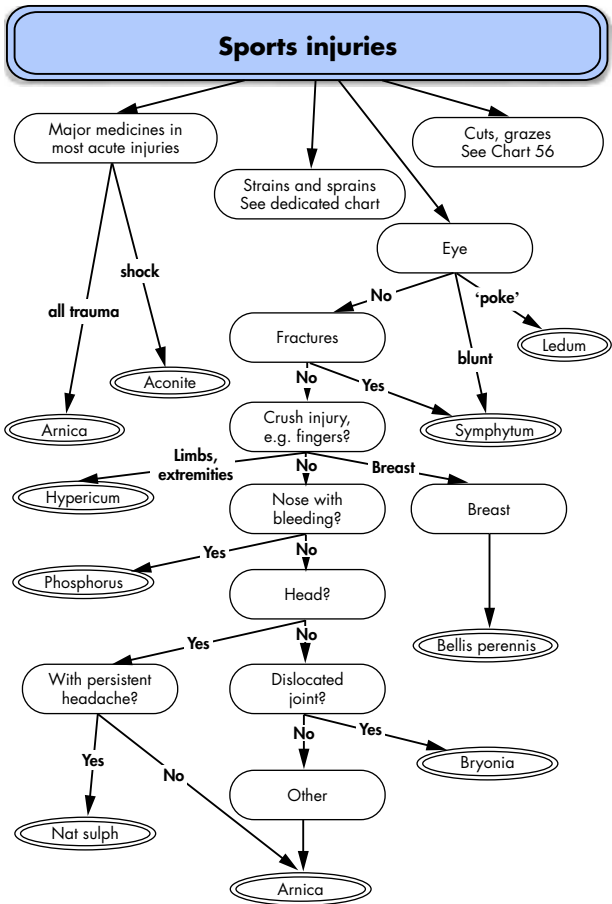 Sports injuries
Major medicines in
most acute injuries
Cuts, grazes
See Chart 56
Strains and sprains
See dedicated chart
Eye
shock
No
‘poke’
all trauma
Fractures
Ledum
blunt
Aconite
No
Yes
Arnica
Crush injury,
e.g. fingers?
Symphytum
Limbs,
extremities
No
Breast
Hypericum
Nose with
bleeding?
Breast
Yes
No
Phosphorus
Head?
Yes
No
Bellis perennis
With persistent
headache?
Dislocated
joint?
Yes
No
No
Yes
Bryonia
Other
Nat sulph
Arnica